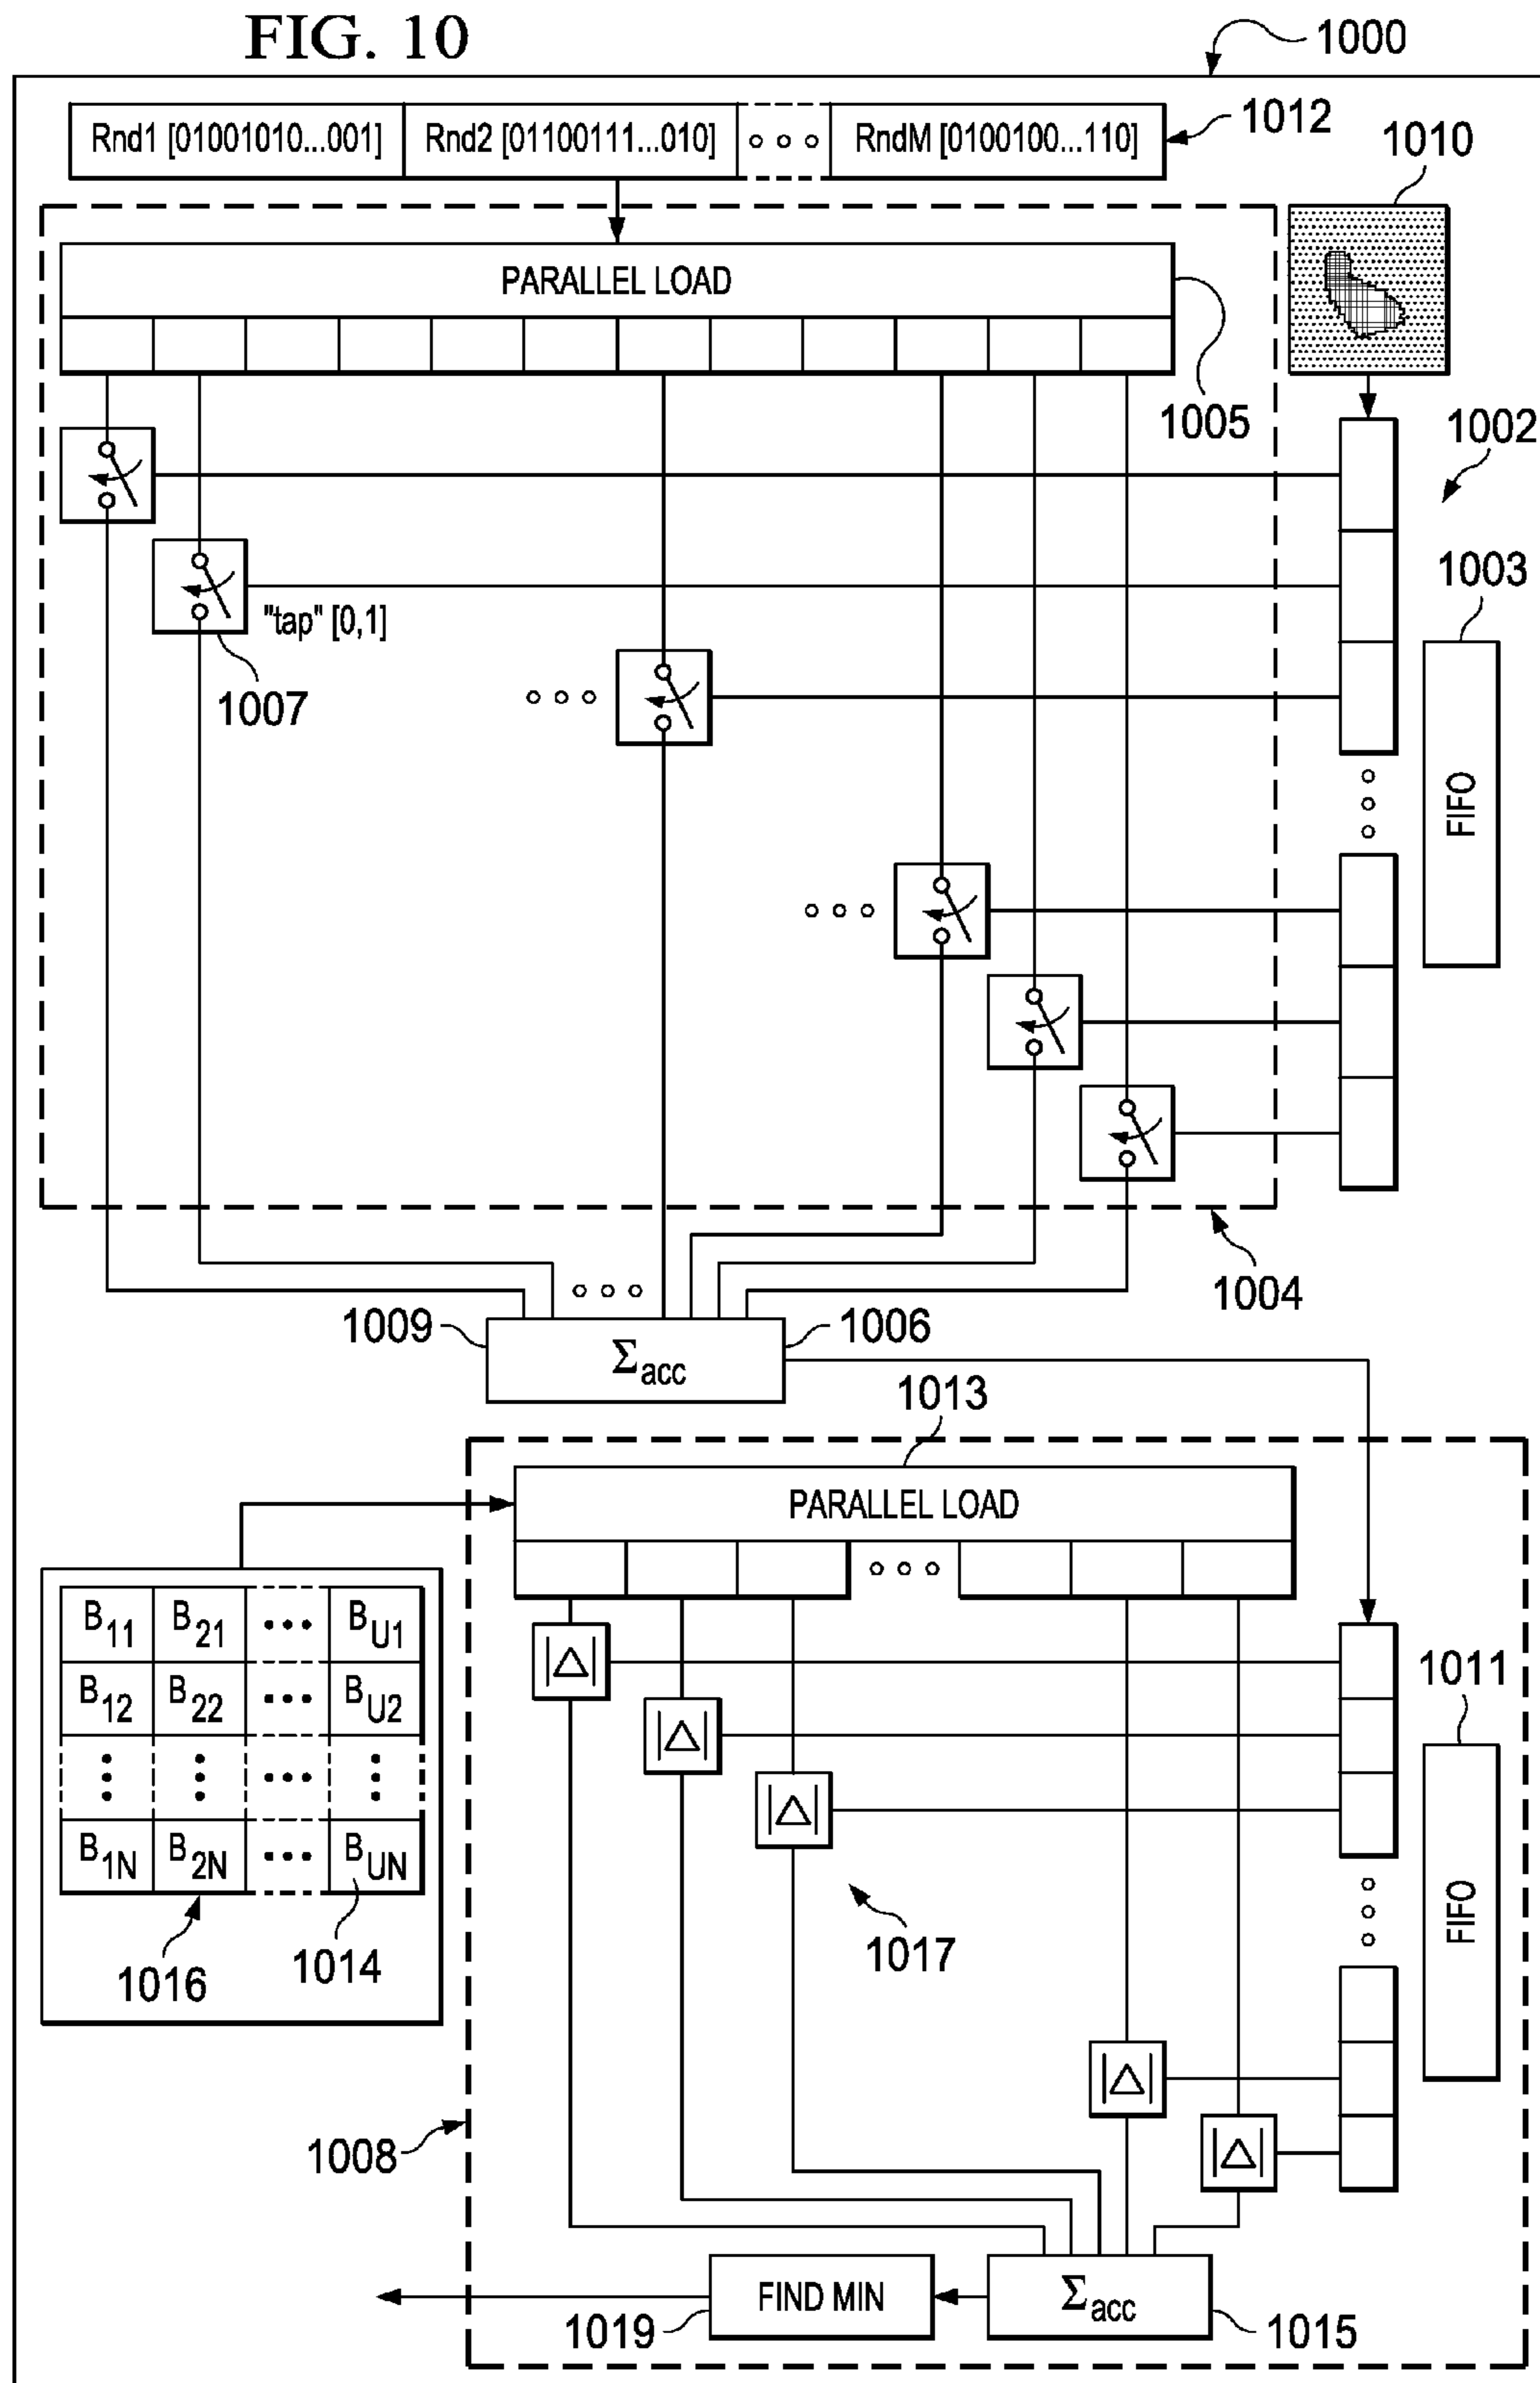 FIG. 10
1000
Rnd1 [01001010...001] Rnd2 [01100111...010] RndM [0100100...110]
1012
1010
PARALLEL LOAD
1005
1002
1003
FIFO
"tap" [0,1]
1007
1004
1009
Σacc
1006
1013
PARALLEL LOAD
B11 B21 ... BU1
B12 B22 ... BU2
B1N B2N ... BUN
1016
1014
|△|
|△|
|△|
1017
1011
FIFO
|△|
|△|
1008
FIND MIN
1019
Σacc
1015